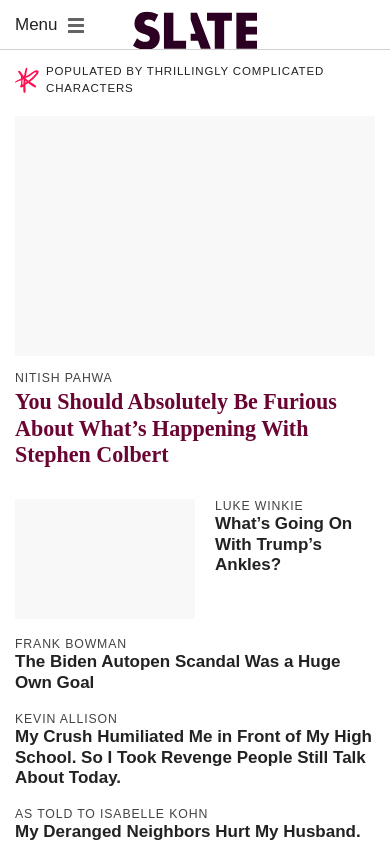 Menu
SLATE
POPULATED BY THRILLINGLY COMPLICATED
CHARACTERS
NITISH PAHWA
You Should Absolutely Be Furious
About What’s Happening With
Stephen Colbert
LUKE WINKIE
What’s Going On
With Trump’s
Ankles?
FRANK BOWMAN
The Biden Autopen Scandal Was a Huge
Own Goal
KEVIN ALLISON
My Crush Humiliated Me in Front of My High
School. So I Took Revenge People Still Talk
About Today.
AS TOLD TO ISABELLE KOHN
My Deranged Neighbors Hurt My Husband.